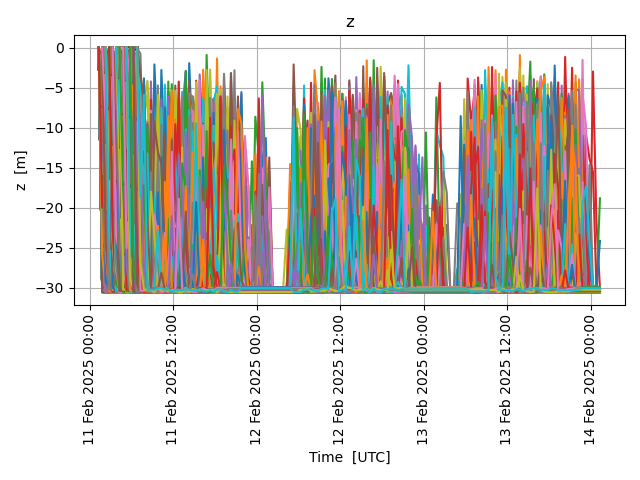 z
0
−5
−10
−15
−20
−25
−30
z [m]
11 Feb 2025 00:00
11 Feb 2025 12:00
12 Feb 2025 00:00
12 Feb 2025 12:00
13 Feb 2025 00:00
13 Feb 2025 12:00
14 Feb 2025 00:00
Time [UTC]